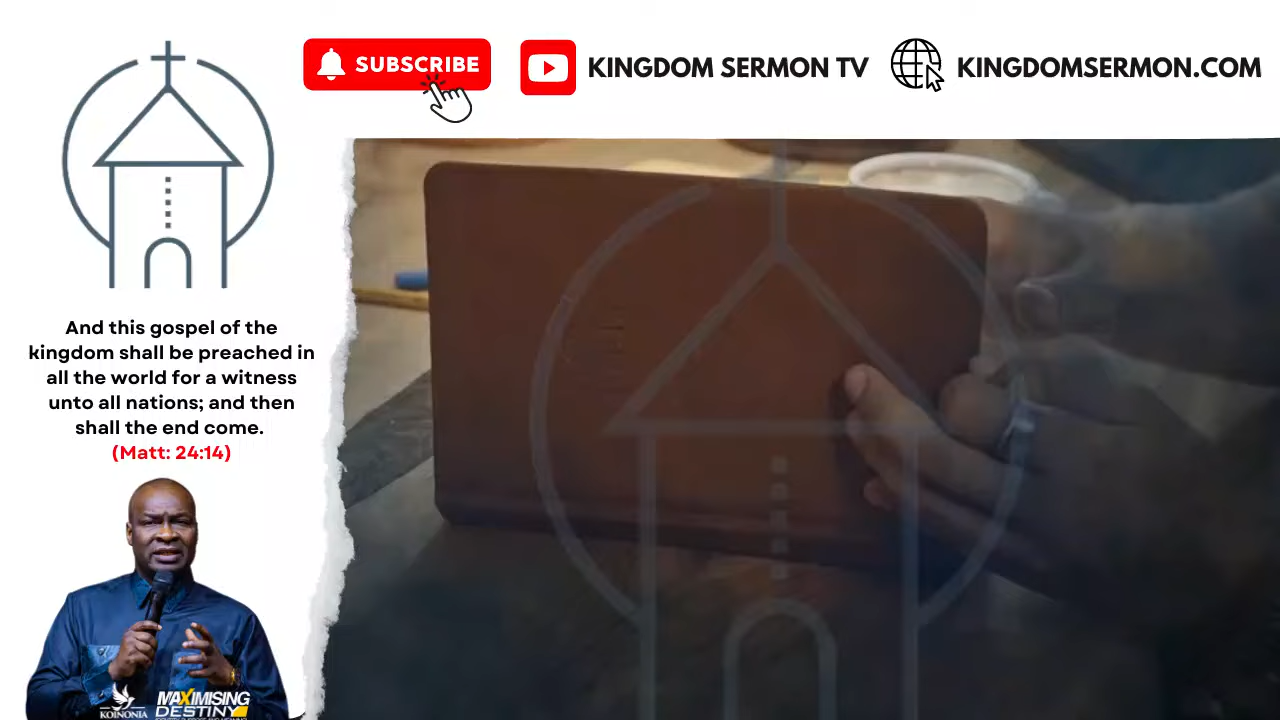 SUBSCRIBE
KINGDOM SERMON TV
KINGDOMSERMON.COM
And this gospel of the
kingdom shall be preached in
all the world for a witness
unto all nations; and then
shall the end come.
(Matt: 24:14)
KOINONIA
MAXIMISING
DESTINY